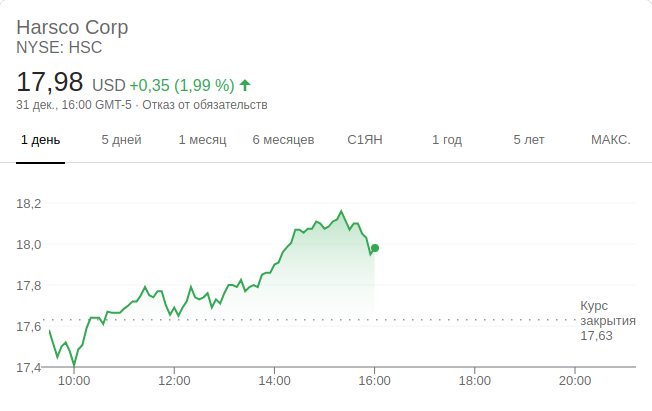 Harsco Corp
NYSE: HSC
17,98 USD +0,35 (1,99 %)
31 дек., 16:00 GMT-5 · Отказ от обязательств
1 день 5 дней 1 месяц 6 месяцев С1ЯН 1 год 5 лет МАКС.
18,2
18,0
17,8
17,6
17,4
Курс
закрытия
17,63
10:00 12:00 14:00 16:00 18:00 20:00